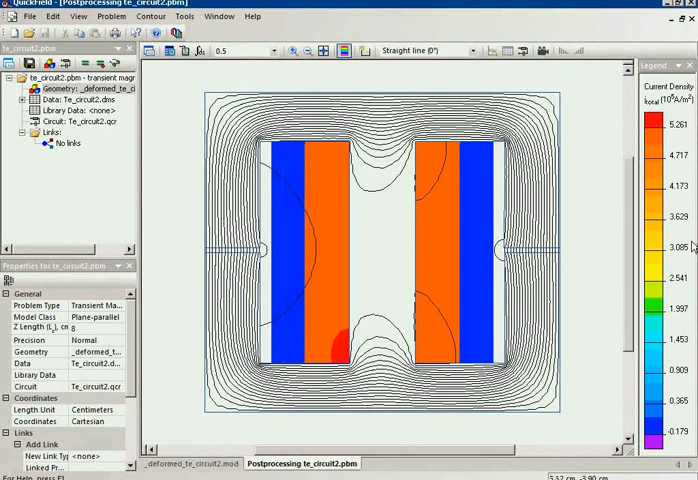 QuickField - [Postprocessing te_circuit2.pbm]
File Edit View Problem Contour Tools Window Help
0.5
Straight line (0°)
te_circuit2.pbm
te_circuit2.pbm - transient magr
Geometry: _deformed_te_ci
Data: Te_circuit2.dms
Library Data: <none>
Circuit: Te_circuit2.qcr
Links:
No links
Properties for te_circuit2.pbm
General
Problem Type Transient Ma...
Model Class Plane-parallel
Z Length (L), cm
Precision Normal
Geometry _deformed_t...
Data Te_circuit2.d...
Library Data
Circuit Te_circuit2.qcr
Coordinates
Length Unit Centimeters
Coordinates Cartesian
Links
Add Link
New Link Typ <none>
Linked Pr...
Legend
Current Density
5.261
4.717
4.173
3.629
3.085
2.541
1.997
1.453
0.909
0.365
-0.179
_deformed_te_circuit2.mod
Postprocessing te_circuit2.pbm
For Help, press F1